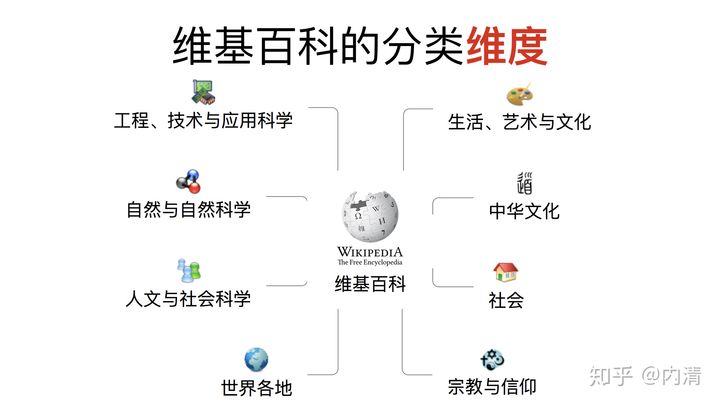 维基百科的分类维度
工程、技术与应用科学
生活、艺术与文化
自然与自然科学
中华文化
WIKIPEDIA
The Free Encyclopedia
维基百科
人文与社会科学
社会
世界各地
宗教与信仰
知乎 @内清